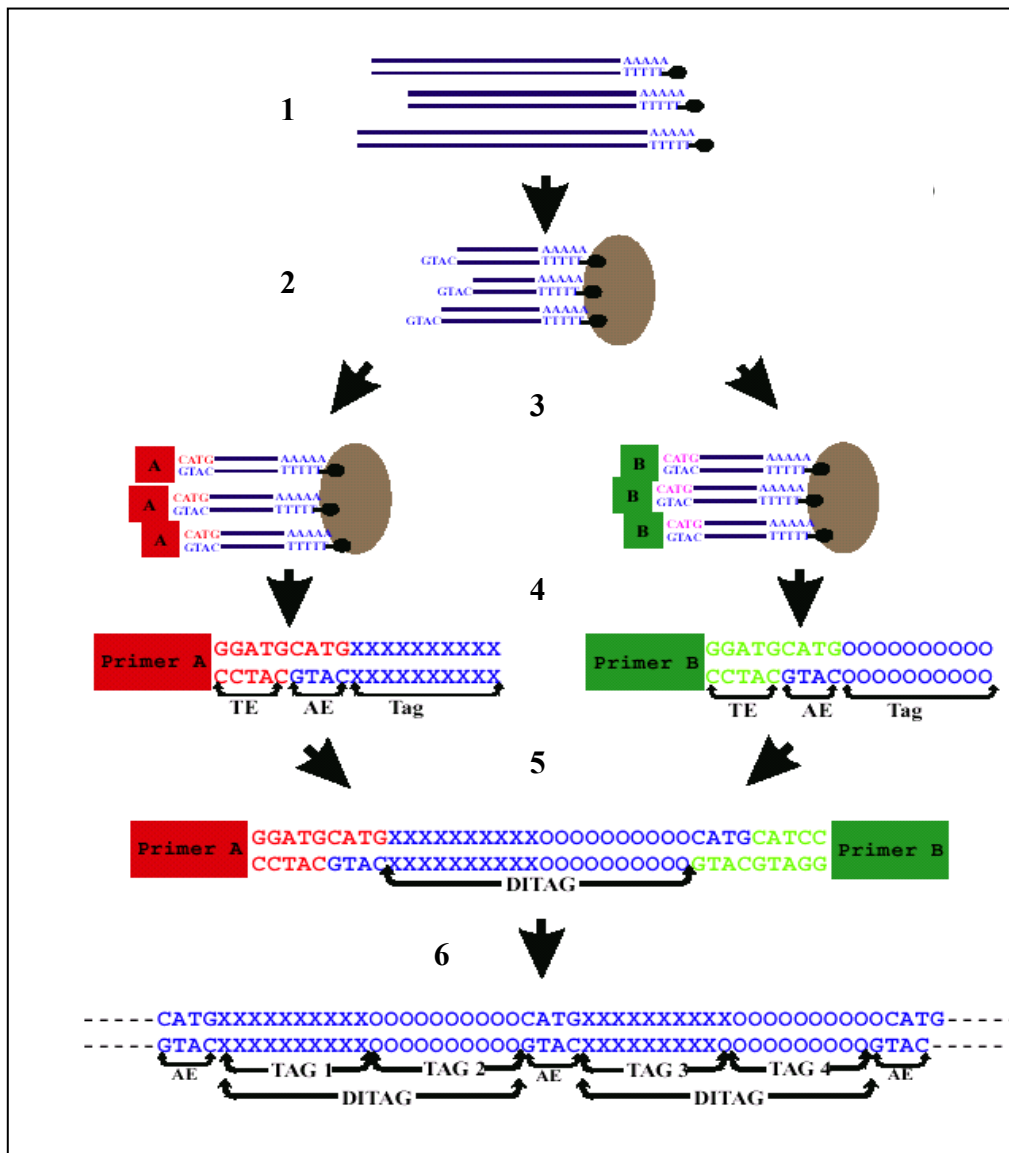 AAAAA
TTTTT
1
AAAAA
TTTTT
AAAAA
TTTTT
2
AAAAA
GTAC TTTTT
AAAAA
GTAC TTTTT
AAAAA
GTAC TTTTT
3
A CATG AAAAA
GTAC TTTTT
A CATG AAAAA
GTAC TTTTT
A CATG AAAAA
GTAC TTTTT
B CATG AAAAA
GTAC TTTTT
B CATG AAAAA
GTAC TTTTT
B CATG AAAAA
GTAC TTTTT
4
Primer A GGATGCATGXXXXXXXXXX
CCTACGTACXXXXXXXXXX
TE AE Tag
Primer B GGATGCATGOOOOOOOOOO
CCTACGTACOOOOOOOOOO
TE AE Tag
5
Primer A GGATGCATGXXXXXXXXXXOOOOOOOOOOCATGCATCC Primer B
CCTACGTACXXXXXXXXXXOOOOOOOOOOGTACGTAGG
DITAG
6
-----CATGXXXXXXXXXXOOOOOOOOOOCATGXXXXXXXXXXOOOOOOOOOOCATG----
-----GTACXXXXXXXXXXOOOOOOOOOOGTACXXXXXXXXXOOOOOOOOOOOGTAC-----
AE TAG 1 TAG 2 AE TAG 3 TAG 4 AE
DITAG DITAG